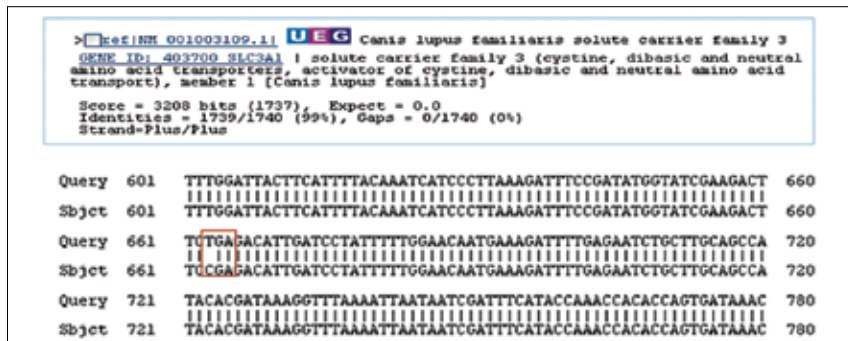 >ref|NM 001003109.1| UEG Canis lupus familiaris solute carrier family 3
GENE ID: 403700 SLC3A1 | solute carrier family 3 (cystine, dibasic and neutral
amino acid transporters, activator of cystine, dibasic and neutral amino acid
transport), member 1 [Canis lupus familiaris]
Score = 3208 bits (1737), Expect = 0.0
Identities = 1739/1740 (99%), Gaps = 0/1740 (0%)
Strand=Plus/Plus
Query 601 TTTGGATTACTTCATTTTACAAATCATCCCTTAAAGATTTCCGATATGGTATCGAAGACT 660
Sbjct 601 TTTGGATTACTTCATTTTACAAATCATCCCTTAAAGATTTCCGATATGGTATCGAAGACT 660
Query 661 TCTGAGACATTGATCCTATTTTTGGAACAATGAAAGATTTTGAGAATCTGCTTGCAGCCA 720
Sbjct 661 TCCGAGACATTGATCCTATTTTTGGAACAATGAAAGATTTTGAGAATCTGCTTGCAGCCA 720
Query 721 TACACGATAAAGGTTTAAAATTAATAATCGATTTCATACCAAACCACACCAGTGATAAAC 780
Sbjct 721 TACACGATAAAGGTTTAAAATTAATAATCGATTTCATACCAAACCACACCAGTGATAAAC 780